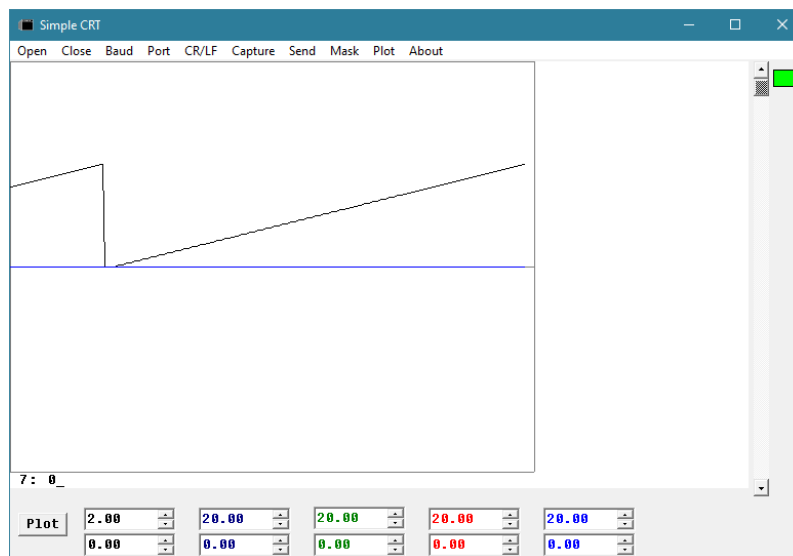 Simple CRT
Open Close Baud Port CR/LF Capture Send Mask Plot About
7: 0_
Plot 2.00 20.00 20.00 20.00 20.00
0.00 0.00 0.00 0.00 0.00